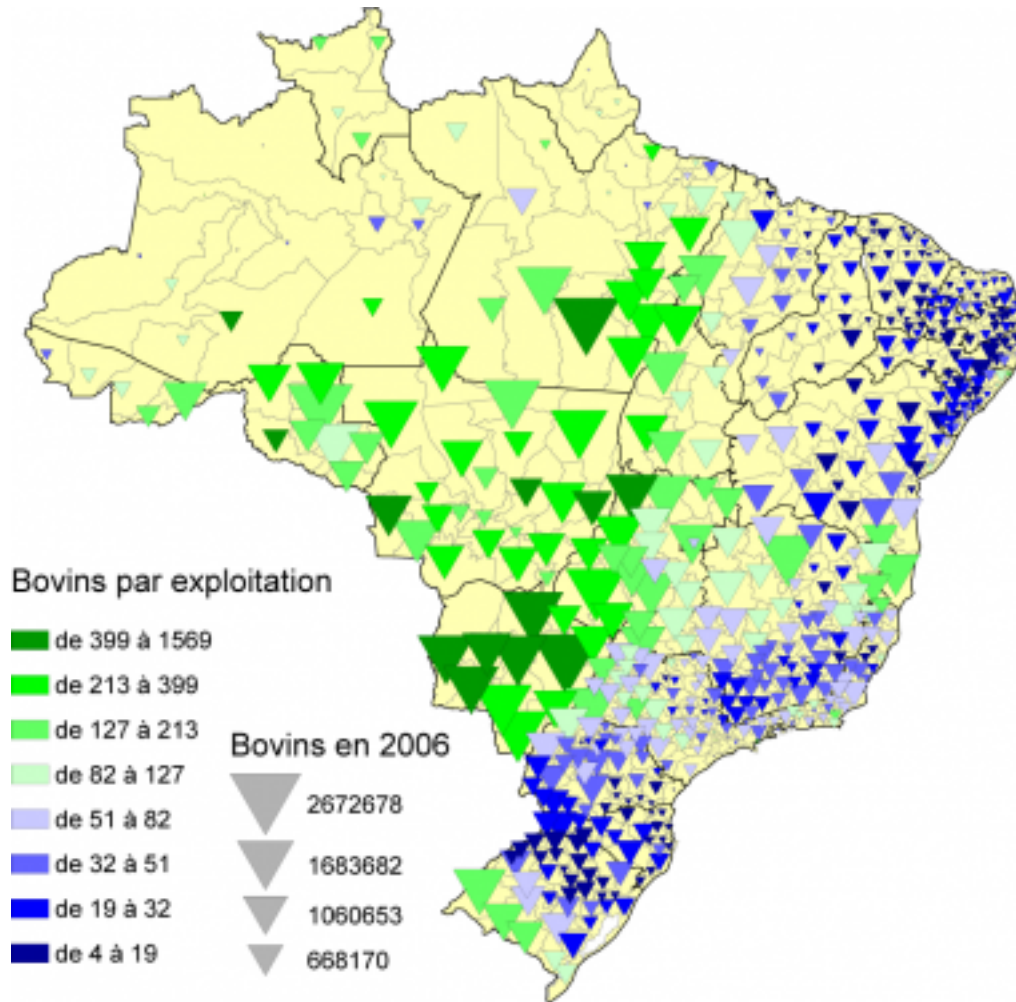 Bovins par exploitation
de 399 à 1569
de 213 à 399
de 127 à 213
de 82 à 127
de 51 à 82
de 32 à 51
de 19 à 32
de 4 à 19
Bovins en 2006
2672678
1683682
1060653
668170